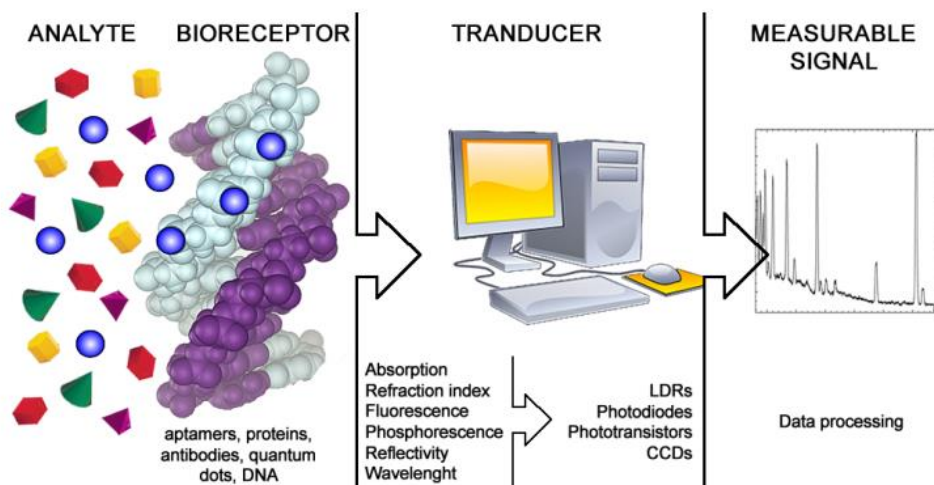 ANALYTE
BIORECEPTOR
TRANDUCER
MEASURABLE
SIGNAL
aptamers, proteins,
antibodies, quantum
dots, DNA
Absorption
Refraction index
Fluorescence
Phosphorescence
Reflectivity
Wavelenght
LDRs
Photodiodes
Phototransistors
CCDs
Data processing